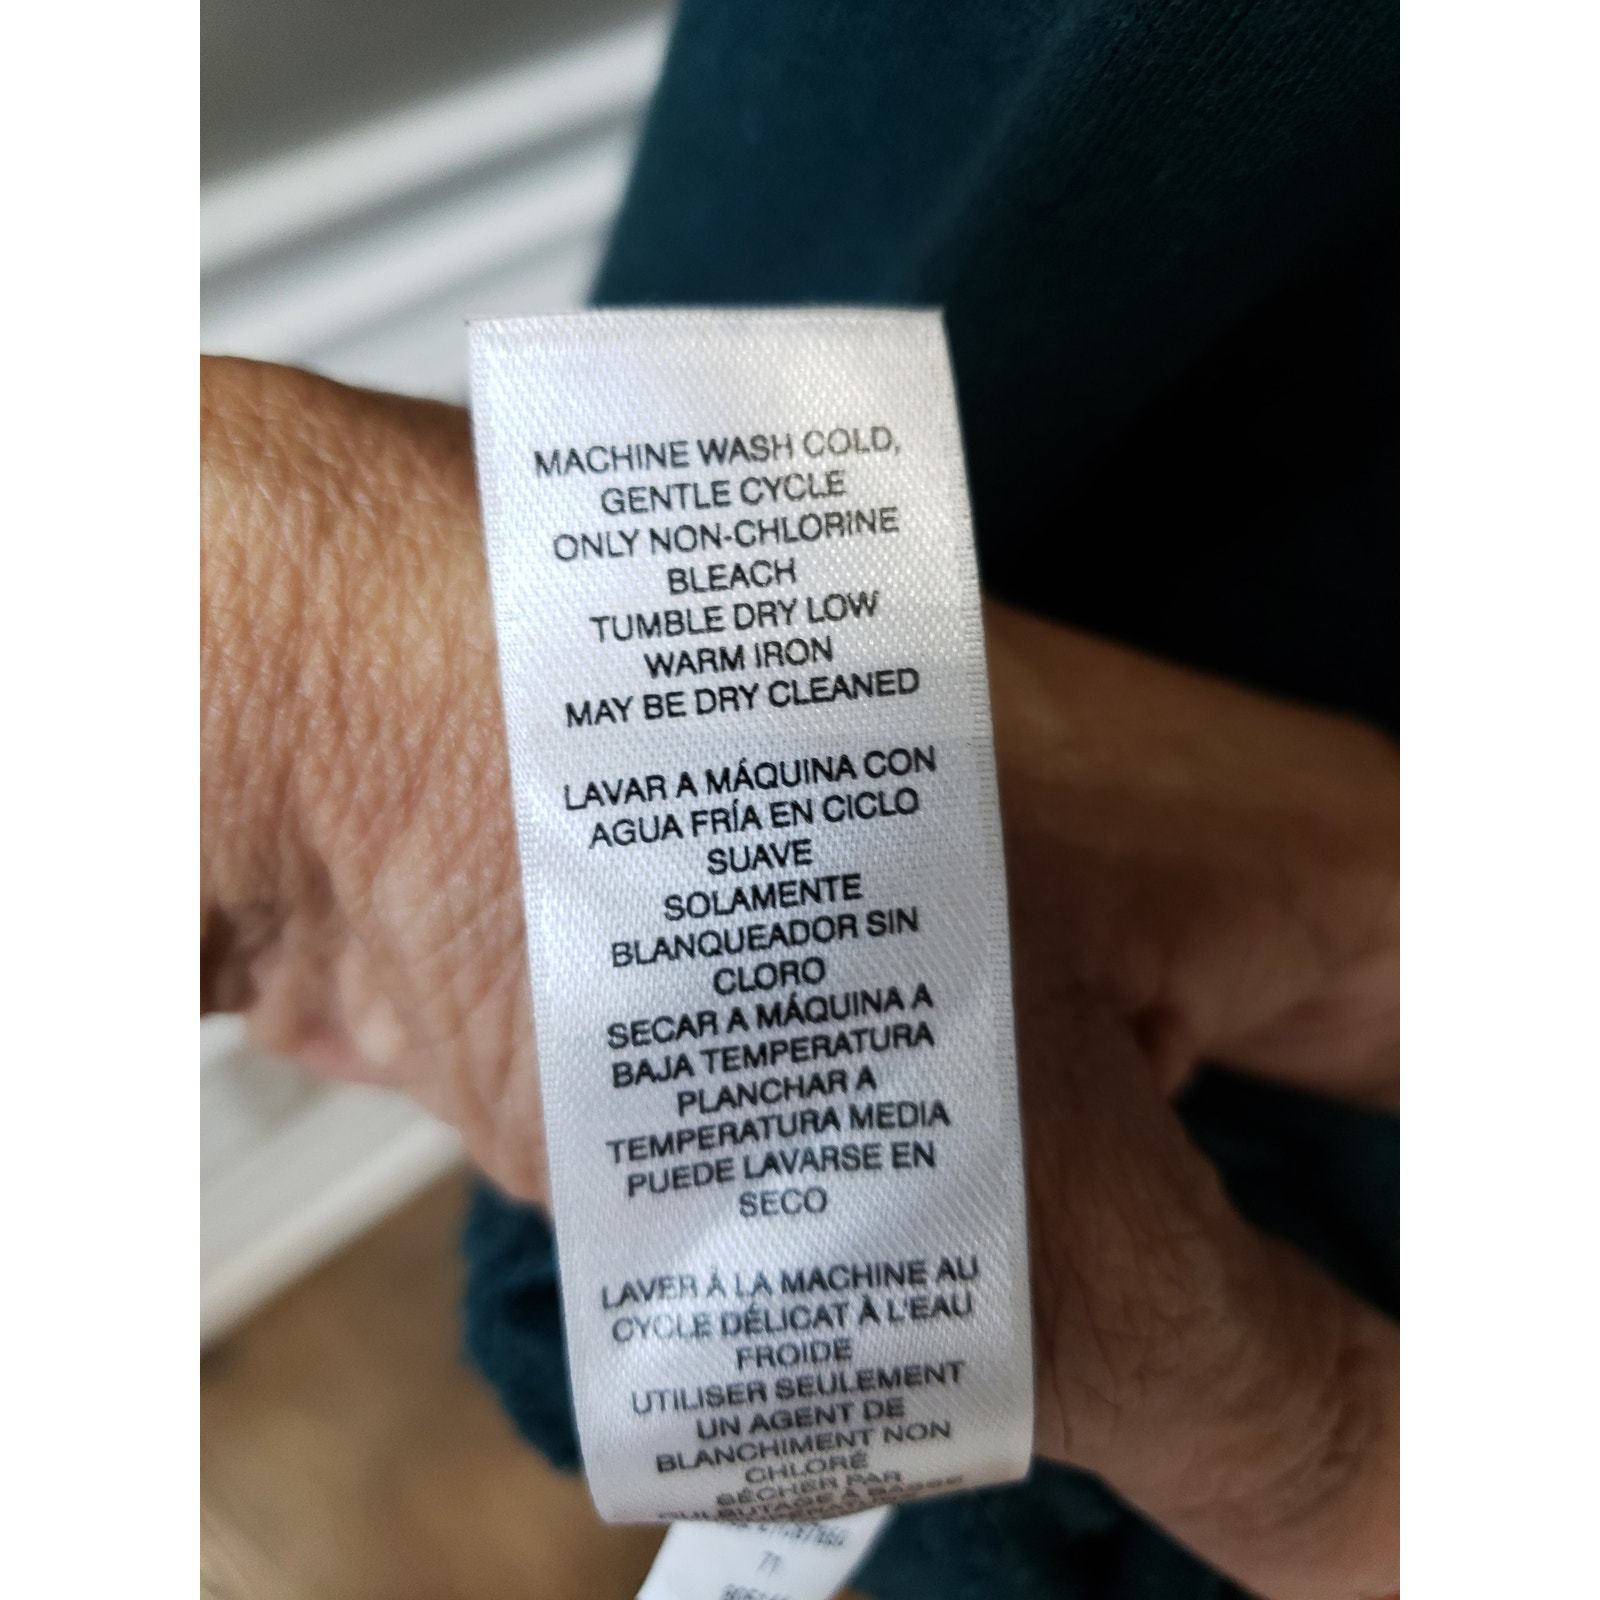 MACHINE WASH COLD,
GENTLE CYCLE
ONLY NON-CHLORINE
BLEACH
TUMBLE DRY LOW
WARM IRON
MAY BE DRY CLEANED
LAVAR A MÁQUINA CON
AGUA FRÍA EN CICLO
SUAVE
SOLAMENTE
BLANQUEADOR SIN
CLORO
SECAR A MÁQUINA A
BAJA TEMPERATURA
PLANCHAR A
TEMPERATURA MEDIA
PUEDE LAVARSE EN
SECO
LAVER À LA MACHINE AU
CYCLE DÉLICAT À L'EAU
FROIDE
UTILISER SEULEMENT
UN AGENT DE
BLANCHIMENT NON
CHLORÉ
SÉCHER PAR